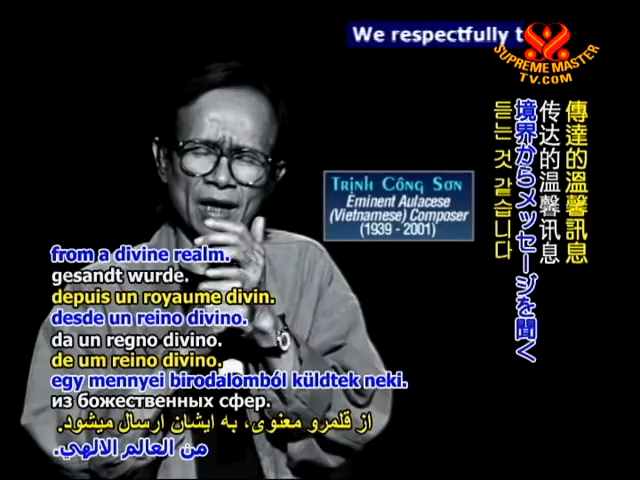 We respectfully t
SUPREME MASTER
TV.COM
TRỊNH CÔNG SƠN
Eminent Aulacese
(Vietnamese) Composer
(1939 - 2001)
傳達的溫馨訊息
传达的温馨讯息
境界からメッセージを聞く
듣는 것 같습니다
from a divine realm.
gesandt wurde.
depuis un royaume divin.
desde un reino divino.
da un regno divino.
de um reino divino.
egy mennyei birodalomból küldtek neki.
из божественных сфер.
از قلمرو معنوی، به ایشان ارسال میشود.
من العالم الالهي.